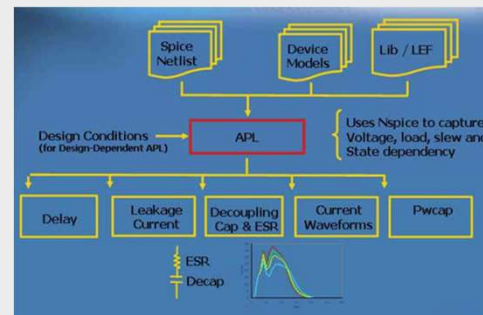 Spice
Netlist
Device
Models
Lib / LEF
Design Conditions
(for Design-Dependent APL)
APL
Uses Nspice to capture
Voltage, load, slew and
State dependency
Delay
Leakage
Current
Decoupling
Cap & ESR
Current
Waveforms
Pwcap
ESR
Decap